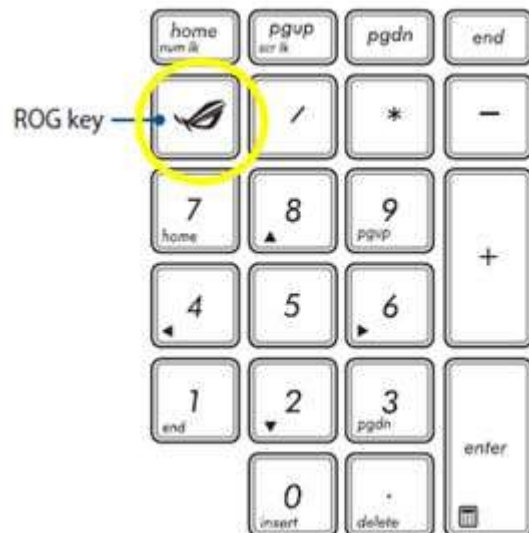 home pgup pgdn end
num lk scr lk
ROG key / * −
7 8 9 +
home pgup
4 5 6
1 2 3 enter
end pgdn
0 .
insert delete